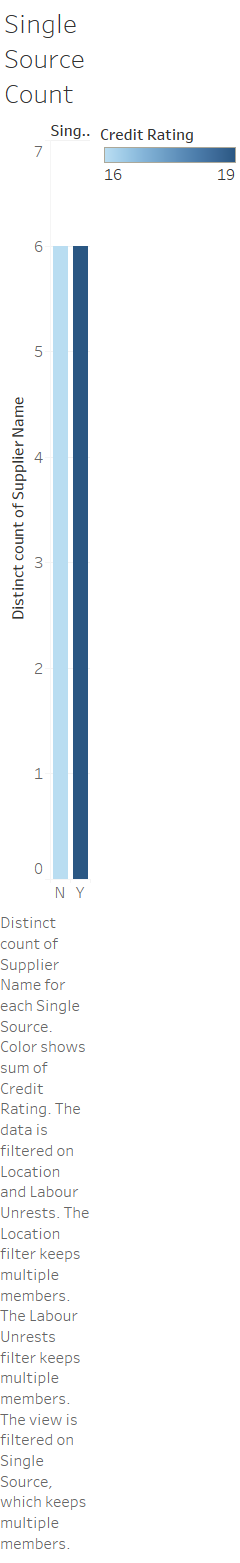 Single
Source
Count
Sing.. Credit Rating
16 19
7
6
5
4
3
2
1
0
Distinct count of Supplier Name
N Y
Distinct
count of
Supplier
Name for
each Single
Source.
Color shows
sum of
Credit
Rating. The
data is
filtered on
Location
and Labour
Unrests. The
Location
filter keeps
multiple
members.
The Labour
Unrests
filter keeps
multiple
members.
The view is
filtered on
Single
Source,
which keeps
multiple
members.